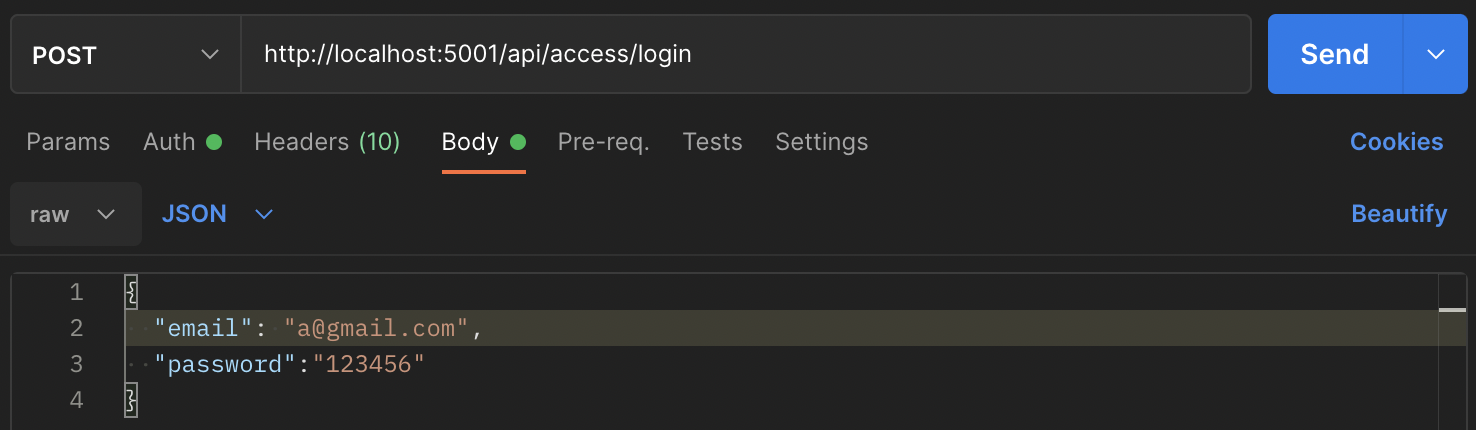 POST http://localhost:5001/api/access/login Send
Params Auth Headers (10) Body Pre-req. Tests Settings Cookies
raw JSON Beautify
1 {
2 "email": "a@gmail.com",
3 "password":"123456"
4 }